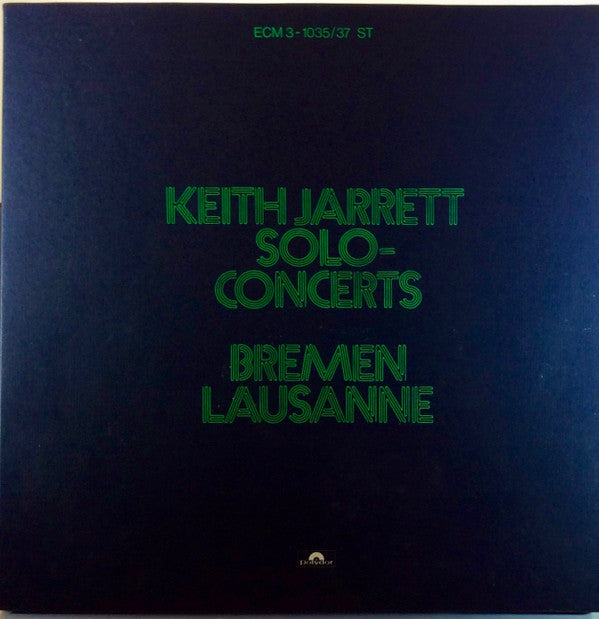 ECM 3-1035/37 ST
KEITH JARRETT
SOLO-
CONCERTS
BREMEN
LAUSANNE
polydor